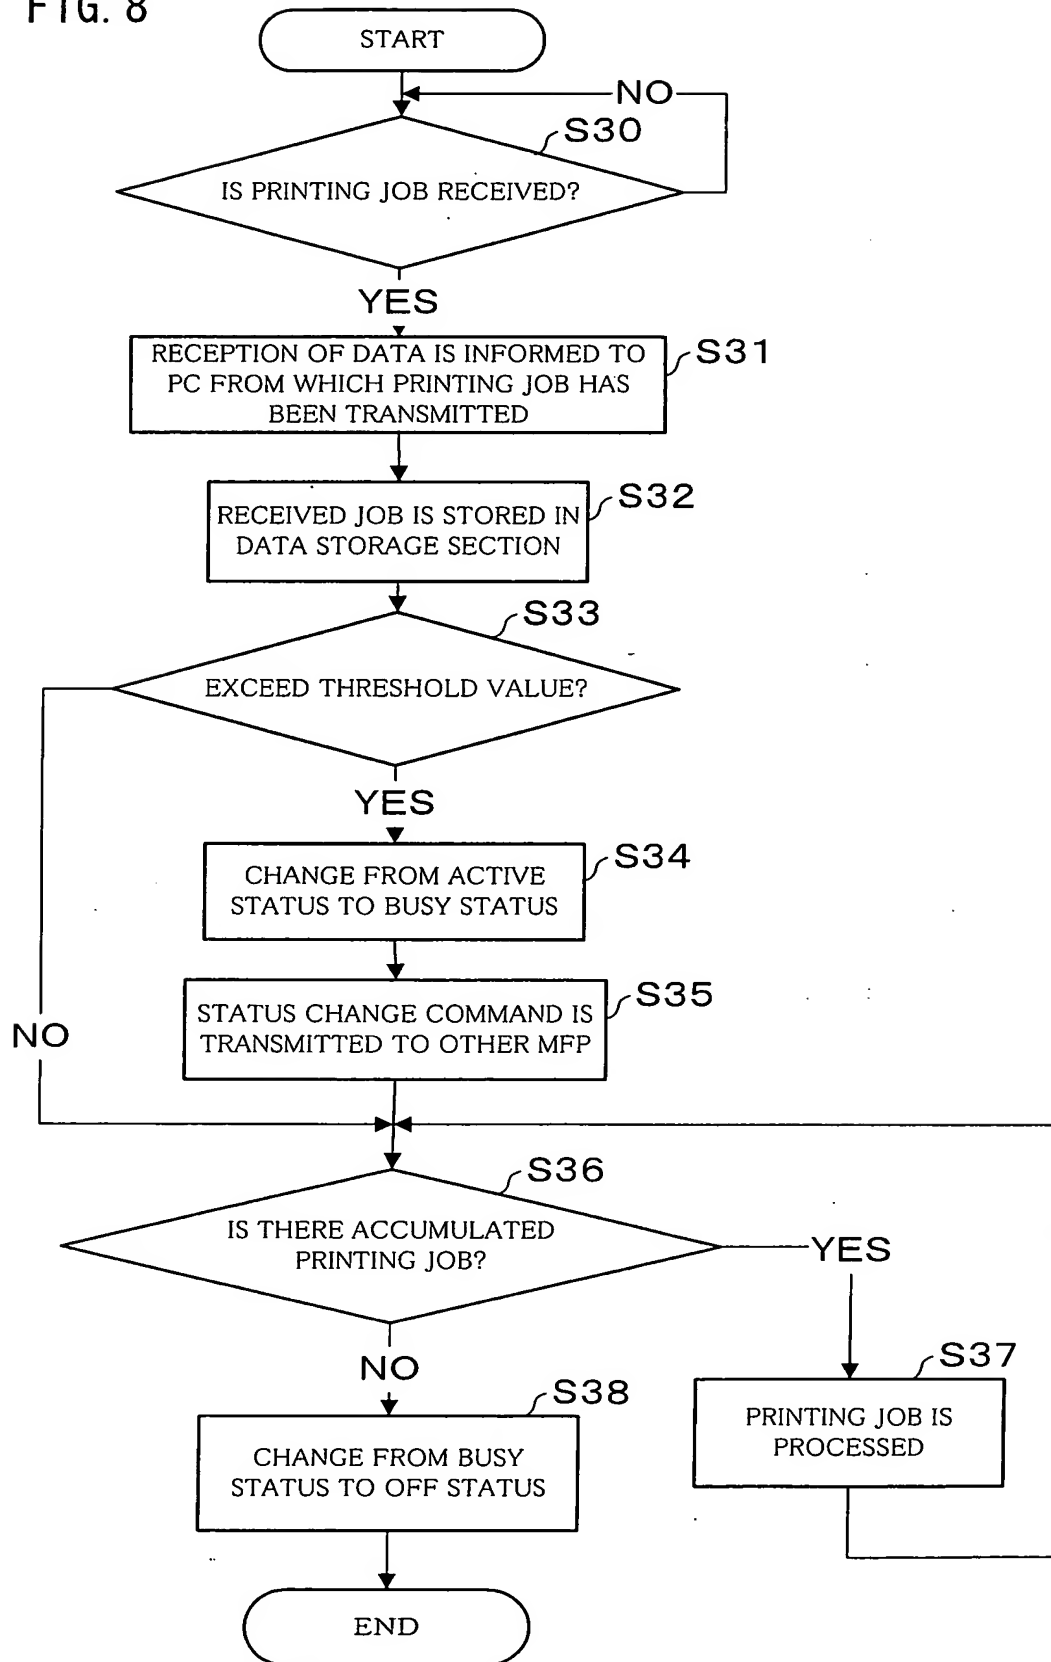 FIG. 8
START
NO
S30
IS PRINTING JOB RECEIVED?
YES
S31
RECEPTION OF DATA IS INFORMED TO
PC FROM WHICH PRINTING JOB HAS
BEEN TRANSMITTED
S32
RECEIVED JOB IS STORED IN
DATA STORAGE SECTION
S33
EXCEED THRESHOLD VALUE?
YES
S34
CHANGE FROM ACTIVE
STATUS TO BUSY STATUS
S35
STATUS CHANGE COMMAND IS
TRANSMITTED TO OTHER MFP
NO
S36
IS THERE ACCUMULATED
PRINTING JOB?
YES
NO
S37
PRINTING JOB IS
PROCESSED
S38
CHANGE FROM BUSY
STATUS TO OFF STATUS
END